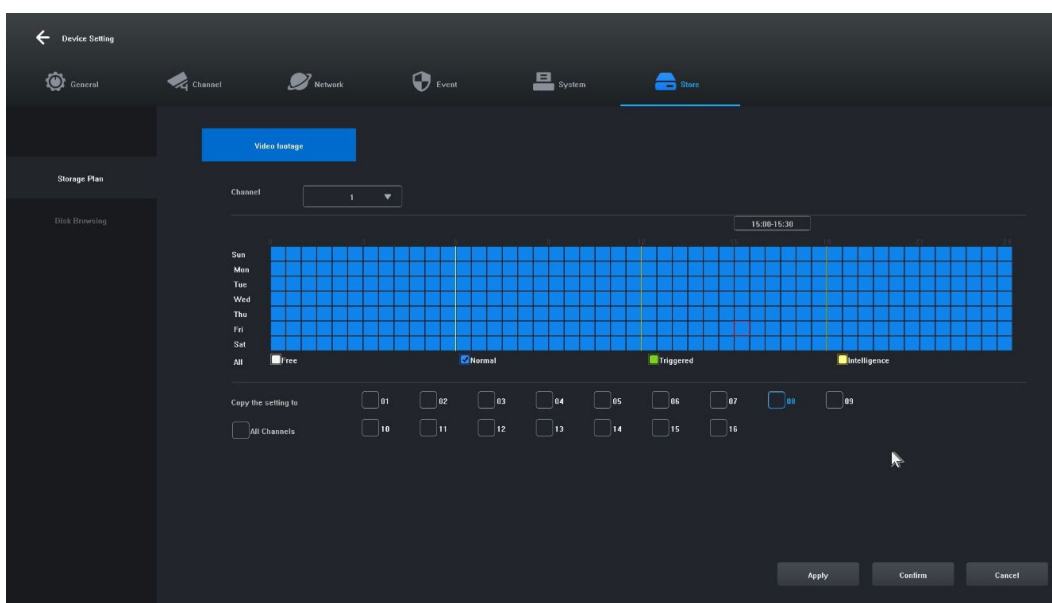 Device Setting
General Channel Network Event System Store
Video footage
Storage Plan
Channel 1
Disk Browsing
15:00-15:30
Sun
Mon
Tue
Wed
Thu
Fri
Sat
All Free Normal Triggered Intelligence
Copy the setting to 01 02 03 04 05 06 07 08 09
All Channels 10 11 12 13 14 15 16
Apply Confirm Cancel